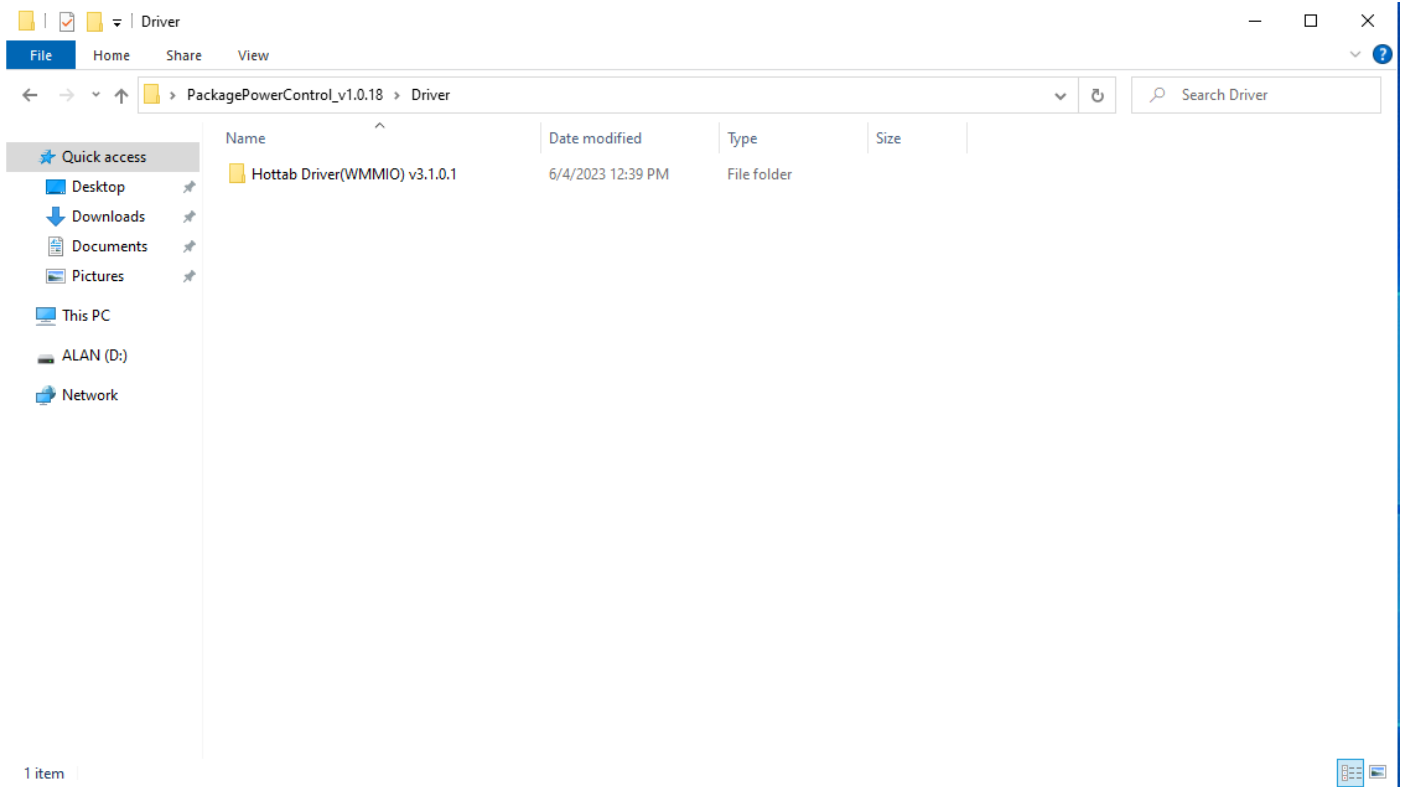 Driver
File Home Share View
PackagePowerControl_v1.0.18 > Driver
Search Driver
Name Date modified Type Size
Quick access
Hottab Driver(WMMIO) v3.1.0.1 6/4/2023 12:39 PM File folder
Desktop
Downloads
Documents
Pictures
This PC
ALAN (D:)
Network
1 item